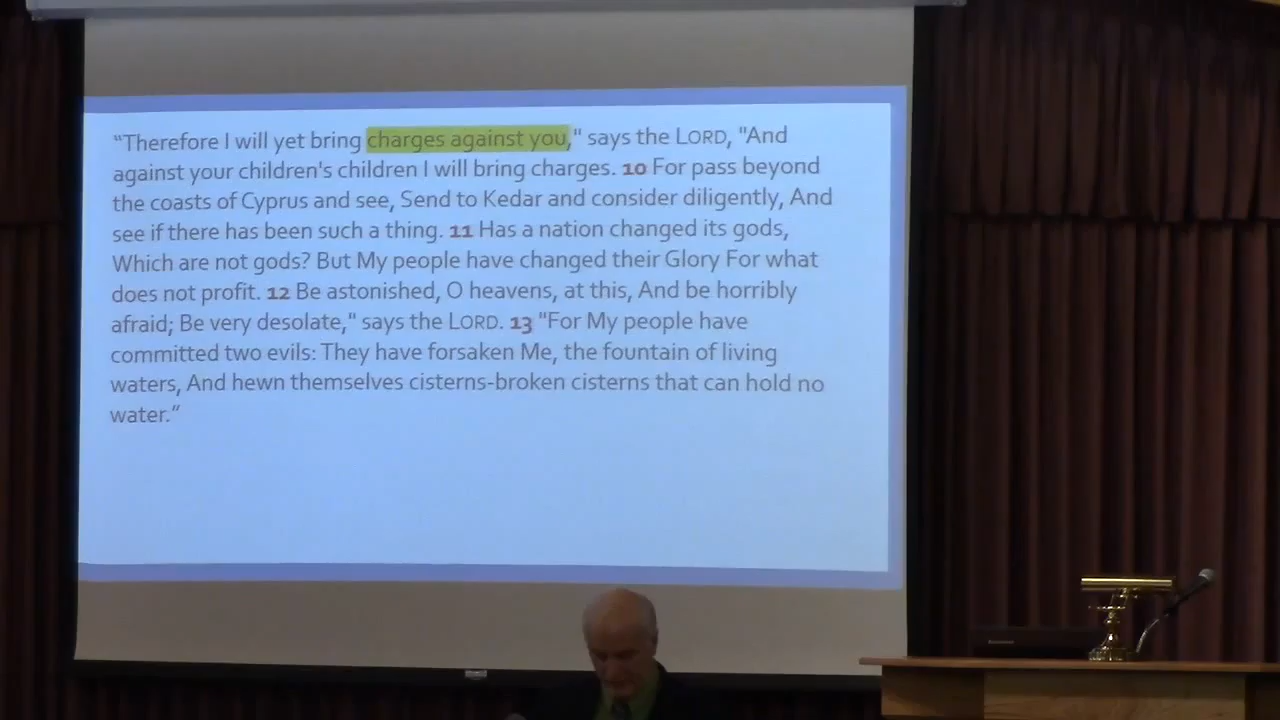 “Therefore I will yet bring charges against you," says the LORD, "And
against your children's children I will bring charges. 10 For pass beyond
the coasts of Cyprus and see, Send to Kedar and consider diligently, And
see if there has been such a thing. 11 Has a nation changed its gods,
Which are not gods? But My people have changed their Glory For what
does not profit. 12 Be astonished, O heavens, at this, And be horribly
afraid; Be very desolate," says the LORD. 13 "For My people have
committed two evils: They have forsaken Me, the fountain of living
waters, And hewn themselves cisterns-broken cisterns that can hold no
water.”